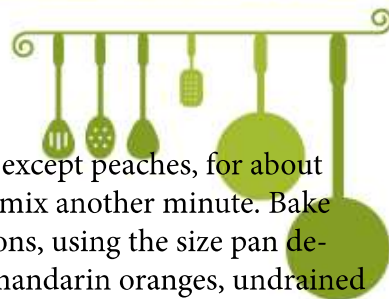 except peaches, for about
mix another minute. Bake
ons, using the size pan de-
nandarin oranges, undrained